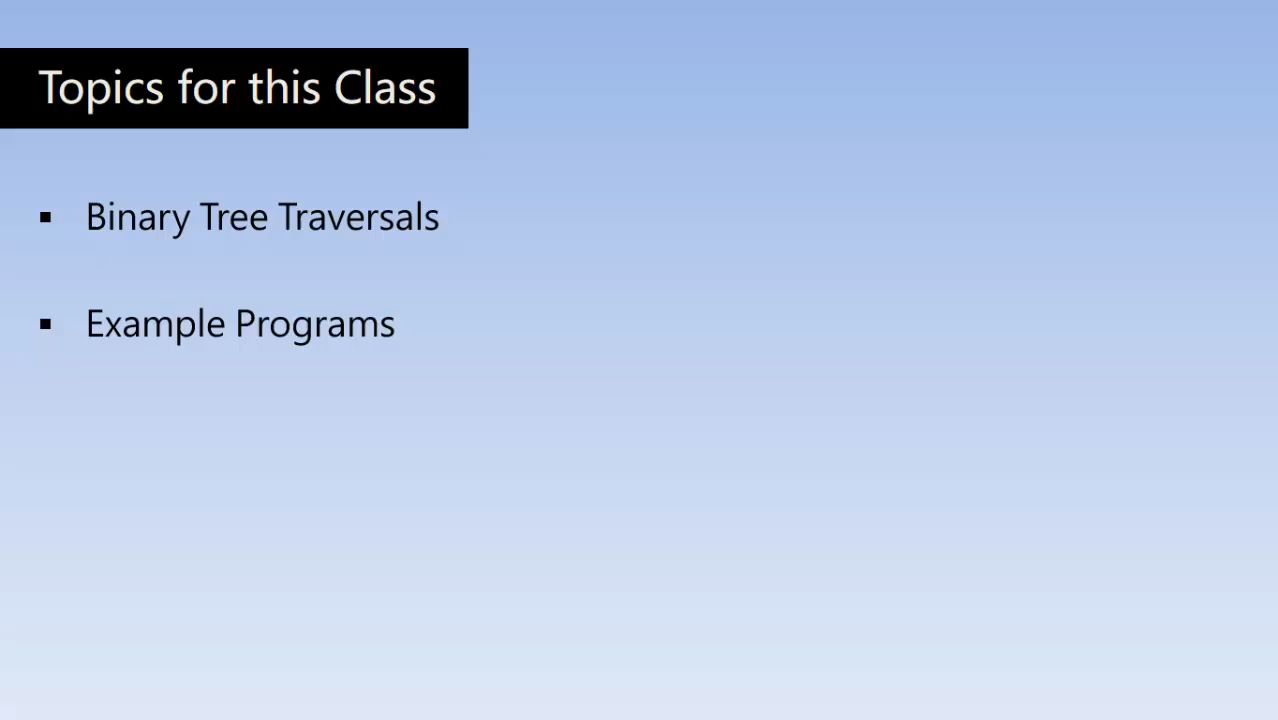 Topics for this Class
▪ Binary Tree Traversals
▪ Example Programs